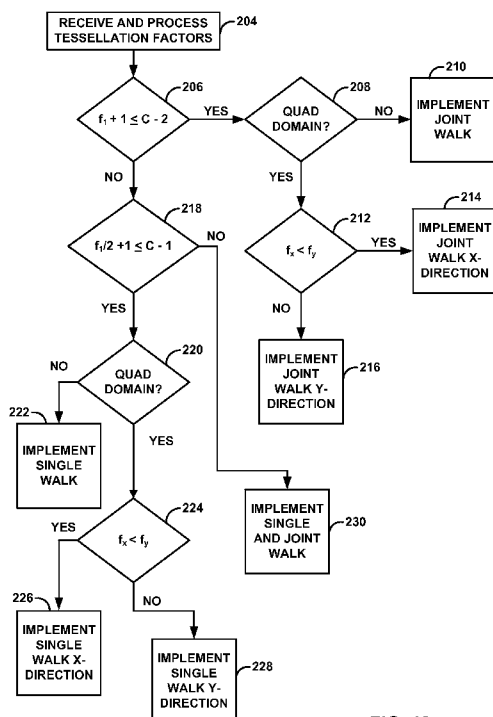 RECEIVE AND PROCESS
TESSELLATION FACTORS
204
206
f₁ + 1 ≤ C - 2
YES
208
QUAD
DOMAIN?
NO
210
IMPLEMENT
JOINT
WALK
NO
YES
218
f₁/2 +1 ≤ C - 1
NO
212
fₓ < fᵧ
YES
214
IMPLEMENT
JOINT
WALK X-
DIRECTION
YES
NO
216
IMPLEMENT
JOINT
WALK Y-
DIRECTION
220
QUAD
DOMAIN?
NO
222
IMPLEMENT
SINGLE
WALK
YES
224
fₓ < fᵧ
YES
230
IMPLEMENT
SINGLE
AND JOINT
WALK
226
IMPLEMENT
SINGLE
WALK X-
DIRECTION
NO
228
IMPLEMENT
SINGLE
WALK Y-
DIRECTION